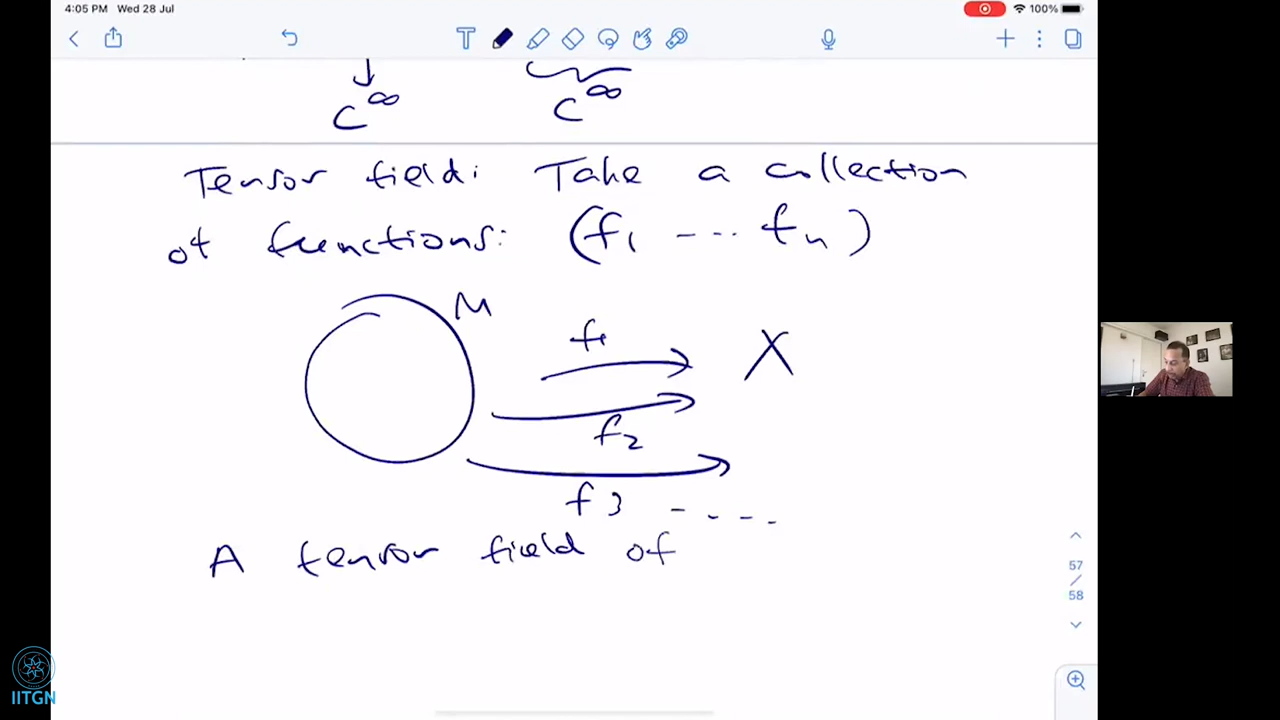 4:05 PM Wed 28 Jul
100%
T
C∞ C∞
Tensor field: Take a collection
of functions: (f1 --... fn)
M
f1
X
f2
f3 ----
A tensor field of
57
/
58
IITGN